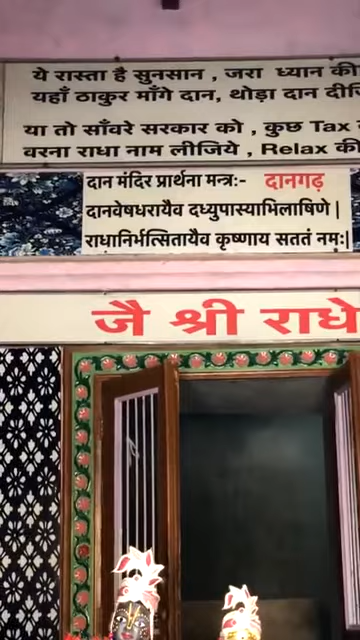 ये रास्ता है सुनसान , जरा ध्यान की
यहाँ ठाकुर माँगे दान, थोड़ा दान दीजि
या तो साँवरे सरकार को , कुछ Tax
वरना राधा नाम लीजिये , Relax की
दान मंदिर प्रार्थना मन्त्र:- दानगढ़
दानवेषधरायैव दध्युपास्याभिलाषिणे |
राधानिर्भत्सितायैव कृष्णाय सततं नमः|
जै श्री राधे